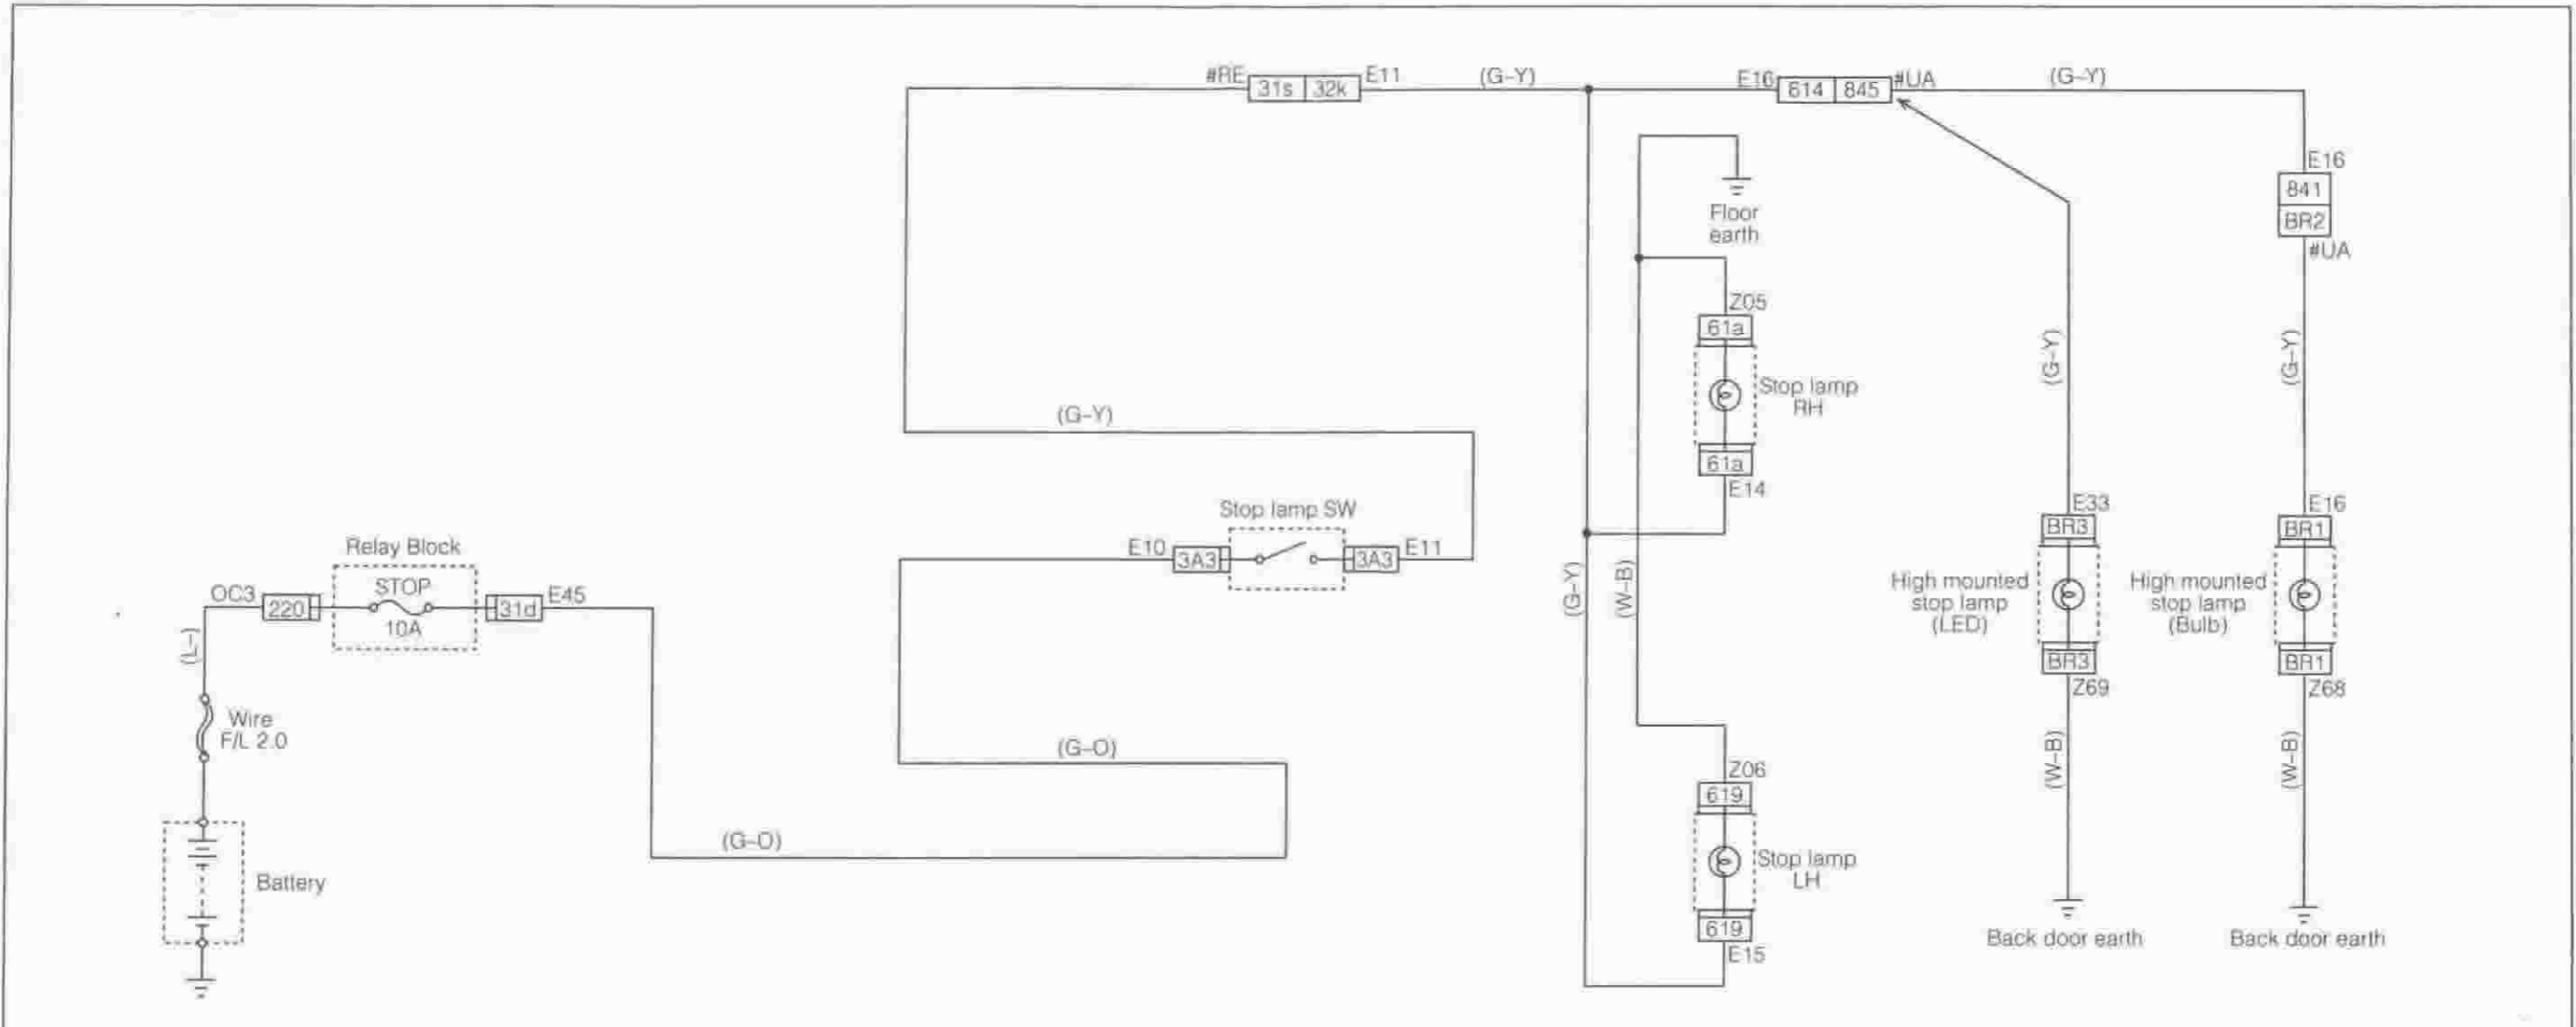 #RE
31s
32k
E11
(G–Y)
E16
614
845
#UA
(G–Y)
E16
841
BR2
#UA
Floor
earth
Z05
61a
Stop lamp
RH
61a
E14
(G–Y)
(G–Y)
(G–Y)
Stop lamp SW
E10
3A3
3A3
E11
Relay Block
STOP
10A
OC3
220
31d
E45
(L–)
Wire
F/L 2.0
Battery
(G–O)
(G–O)
(G–Y)
(W–B)
Z06
619
Stop lamp
LH
619
E15
E33
BR3
High mounted
stop lamp
(LED)
BR3
Z69
(W–B)
Back door earth
E16
BR1
High mounted
stop lamp
(Bulb)
BR1
Z68
(W–B)
Back door earth